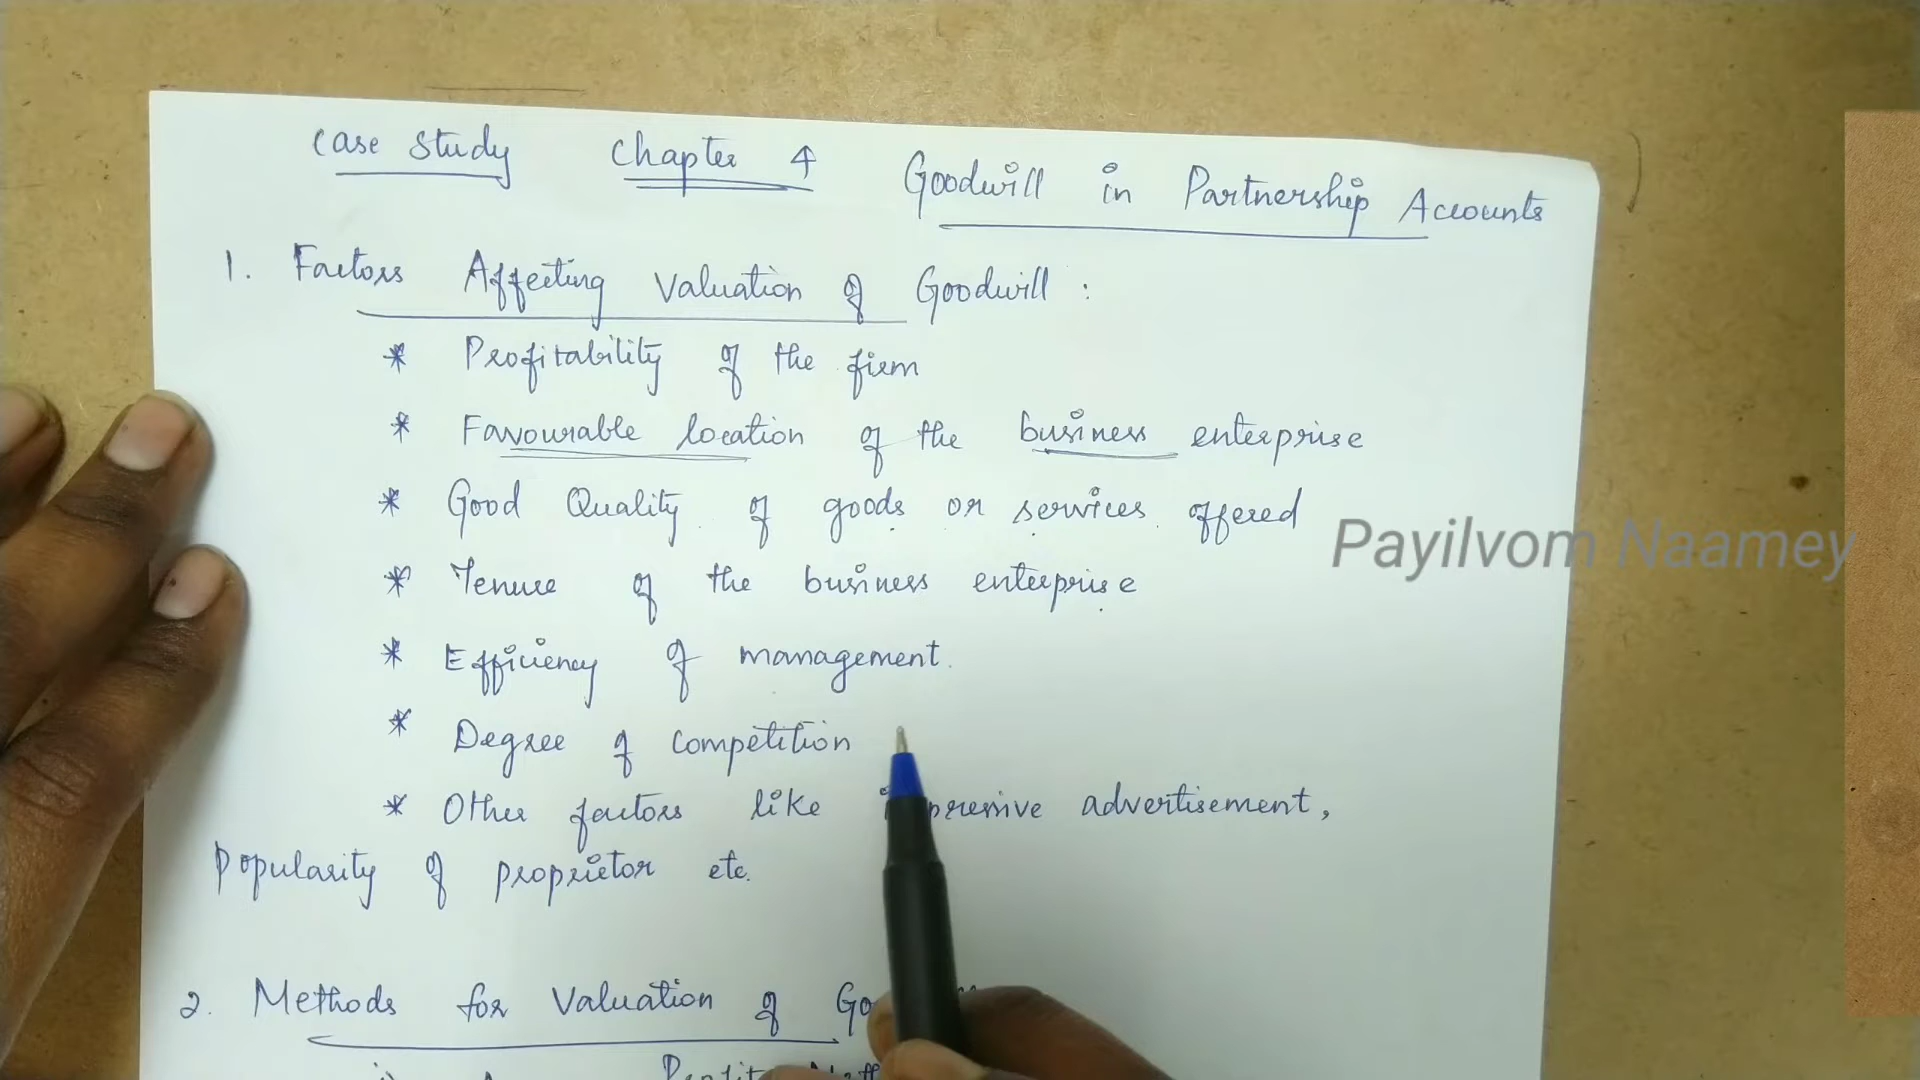 case study Chapter 4 Goodwill in Partnership Accounts
1. Factors Affecting Valuation of Goodwill :
* Profitability of the firm
* Favourable location of the business enterprise
* Good Quality of goods or services offered
Payilvom Naamey
* Tenure of the business enterprise
* Efficiency of management.
* Degree of competition
* Other factors like advertisement,
Popularity of proprietor etc.
2. Methods for Valuation of